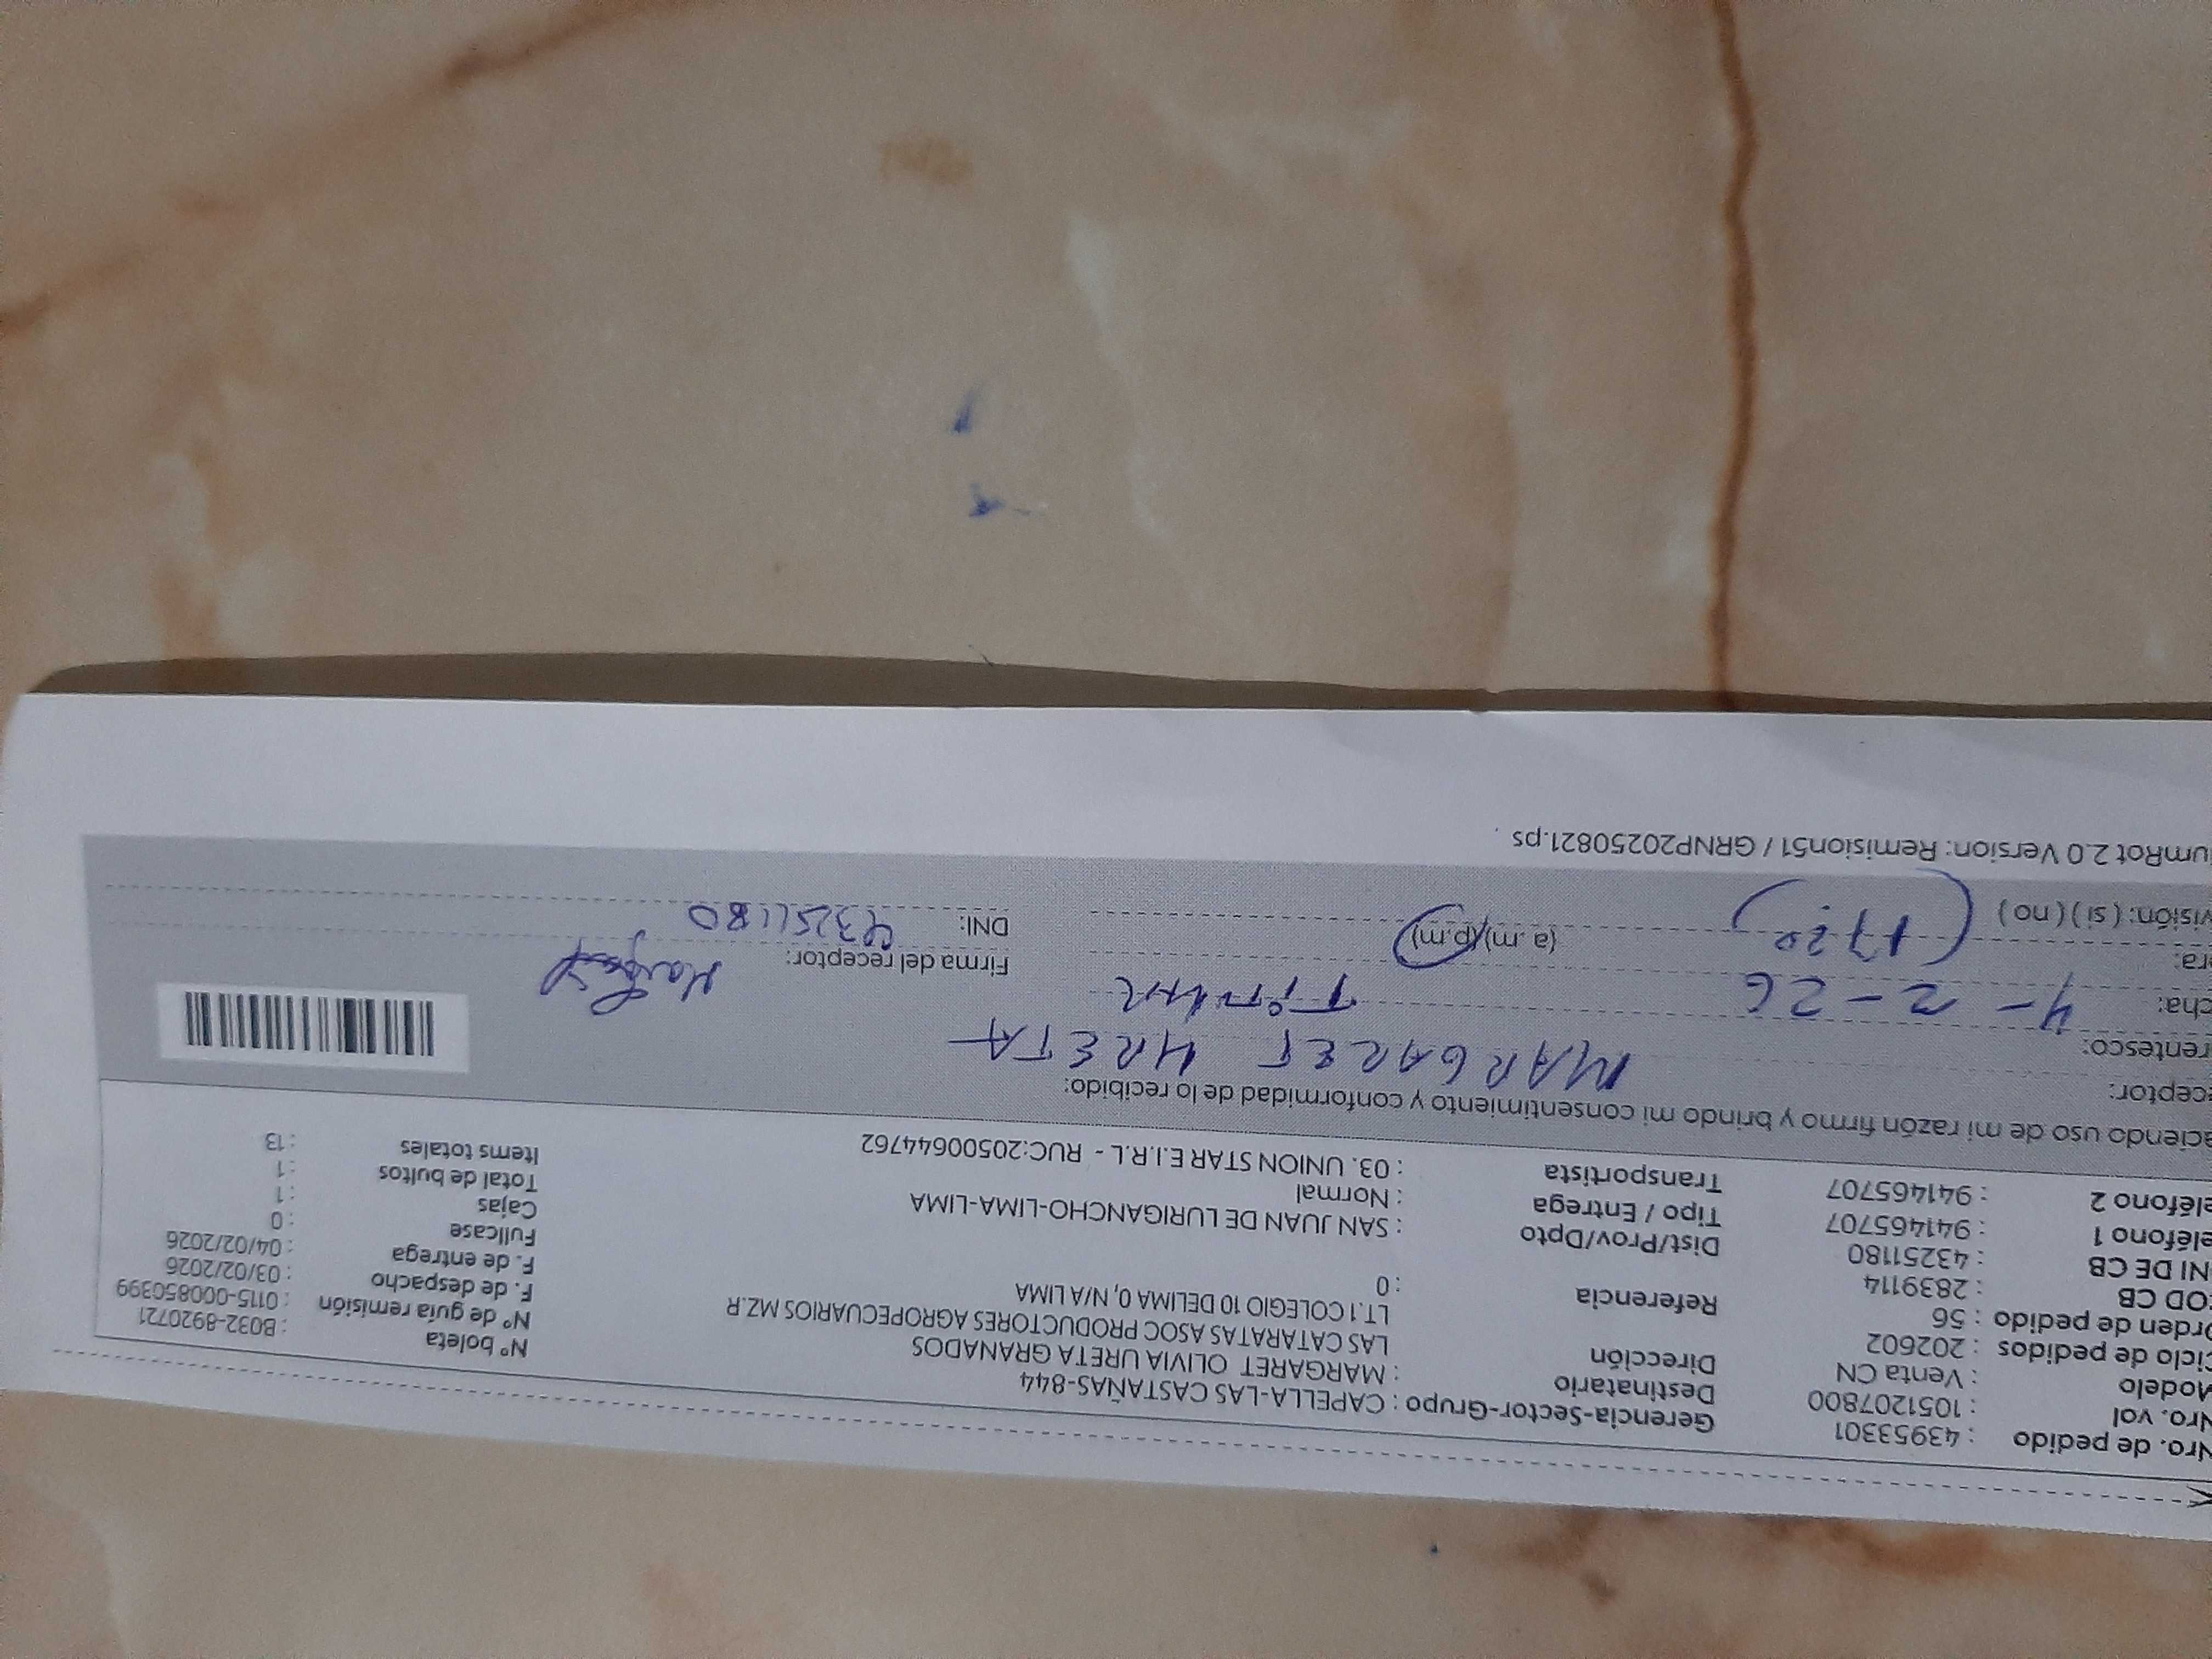 Nro. de pedido : 43953301 Gerencia-Sector-Grupo : CAPELLA-LAS CASTAÑAS-844
Nro. vol : 1051207800 Destinatario : MARGARET OLIVIA URETA GRANADOS
Modelo : Venta CN Dirección LAS CATARATAS ASOC PRODUCTORES AGROPECUARIOS MZ.R
Ciclo de pedidos : 202602 LT.1 COLEGIO 10 DELIMA 0, N/A LIMA
Orden de pedido : 56 Referencia : 0
COD CB : 2839114
NI DE CB : 43251180 Dist/Prov/Dpto : SAN JUAN DE LURIGANCHO-LIMA-LIMA
eléfono 1 : 941465707 Tipo / Entrega : Normal
eléfono 2 : 941465707 Transportista : 03. UNION STAR E.I.R.L - RUC:20500644762
Nº boleta : B032-8920721
Nº de guía remisión : 0115-000850399
F. de despacho : 03/02/2026
F. de entrega : 04/02/2026
Fullcase : 0
Cajas : 1
Total de bultos : 1
Items totales : 13
aciendo uso de mi razón firmo y brindo mi consentimiento y conformidad de lo recibido:
eceptor: MARGARET URETA
rentesco: Titular
cha: 4-2-26
ra: 17:20 (a.m)(p.m)
visión: ( si ) ( no )
Firma del receptor:
DNI: 43251180
umRot 2.0 Version: Remision51 / GRNP20250821.ps